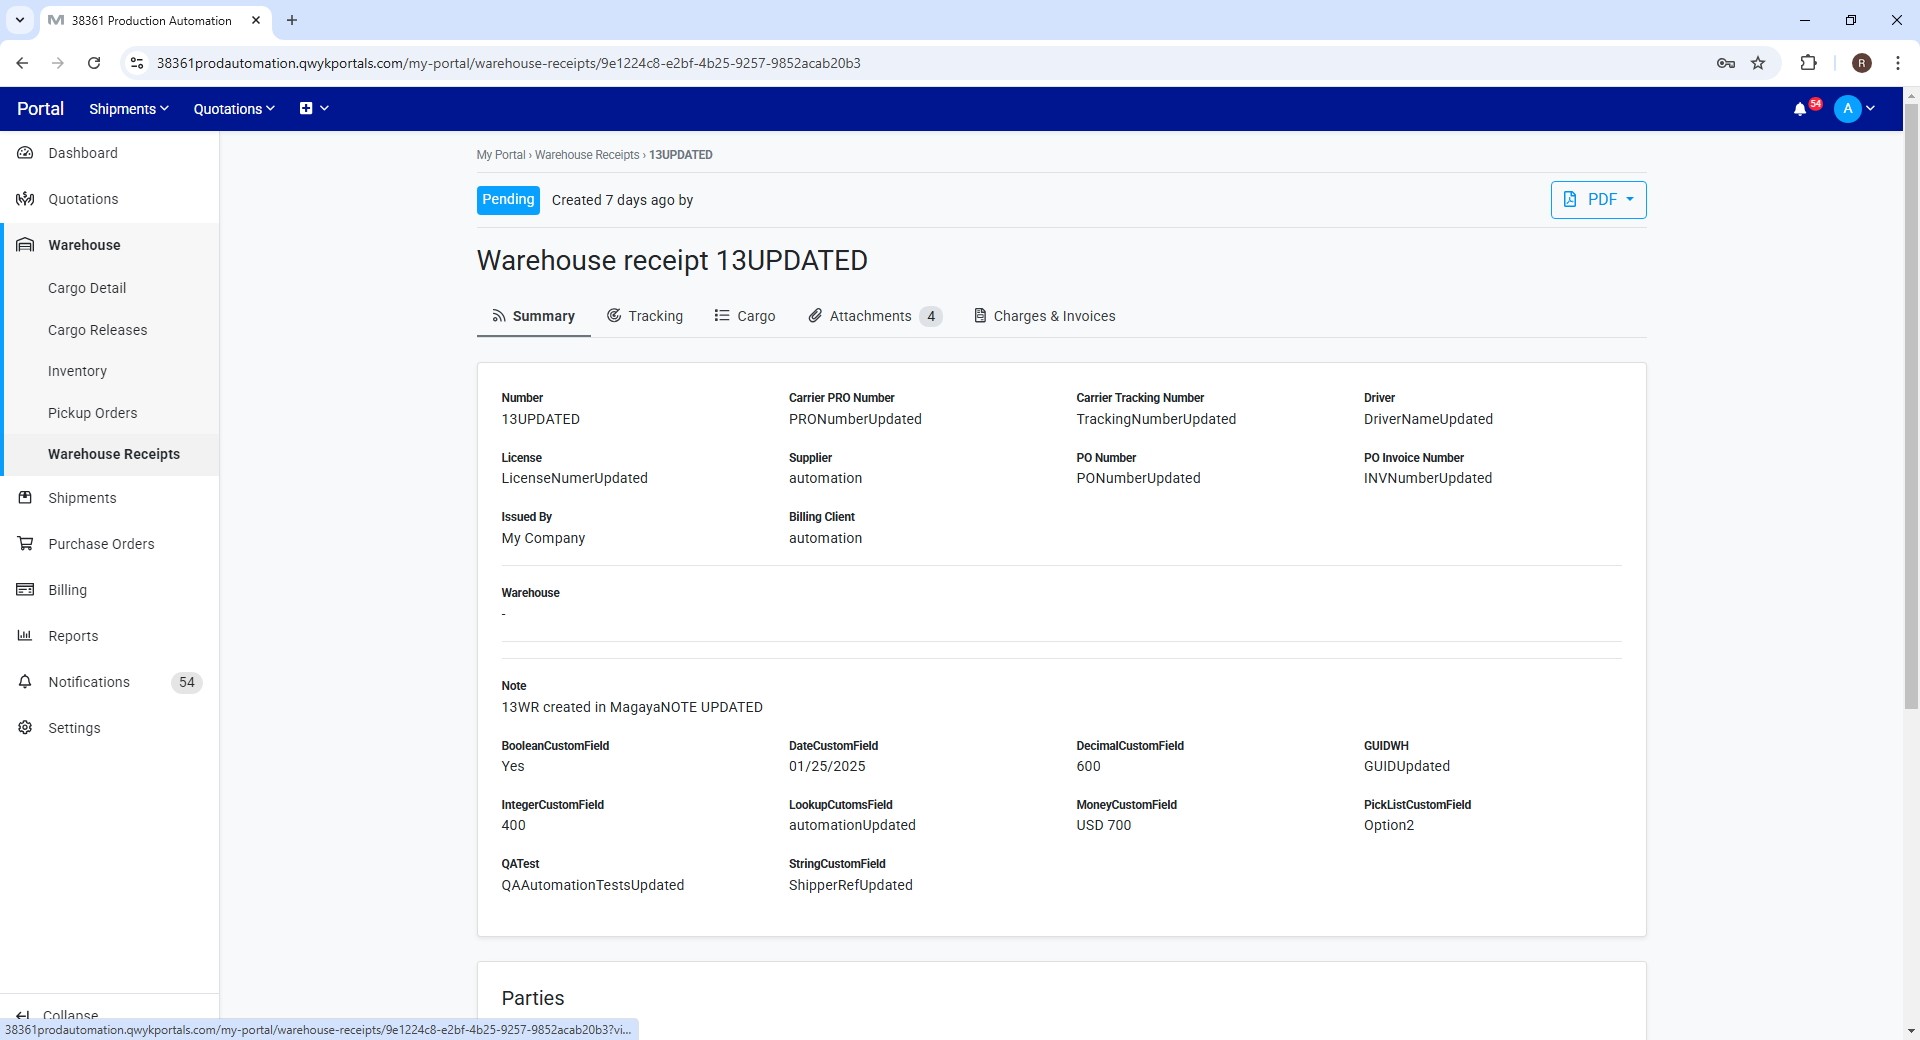 38361 Production Automation
38361prodautomation.qwykportals.com/my-portal/warehouse-receipts/9e1224c8-e2bf-4b25-9257-9852acab20b3
R
Portal
Shipments
Quotations
54
A
Dashboard
Quotations
Warehouse
Cargo Detail
Cargo Releases
Inventory
Pickup Orders
Warehouse Receipts
Shipments
Purchase Orders
Billing
Reports
Notifications 54
Settings
Collapse
My Portal › Warehouse Receipts › 13UPDATED
Pending Created 7 days ago by
PDF
Warehouse receipt 13UPDATED
Summary Tracking Cargo Attachments 4 Charges & Invoices
Number Carrier PRO Number Carrier Tracking Number Driver
13UPDATED PRONumberUpdated TrackingNumberUpdated DriverNameUpdated
License Supplier PO Number PO Invoice Number
LicenseNumerUpdated automation PONumberUpdated INVNumberUpdated
Issued By Billing Client
My Company automation
Warehouse
-
Note
13WR created in MagayaNOTE UPDATED
BooleanCustomField DateCustomField DecimalCustomField GUIDWH
Yes 01/25/2025 600 GUIDUpdated
IntegerCustomField LookupCutomsField MoneyCustomField PickListCustomField
400 automationUpdated USD 700 Option2
QATest StringCustomField
QAAutomationTestsUpdated ShipperRefUpdated
Parties
38361prodautomation.qwykportals.com/my-portal/warehouse-receipts/9e1224c8-e2bf-4b25-9257-9852acab20b3?vi...